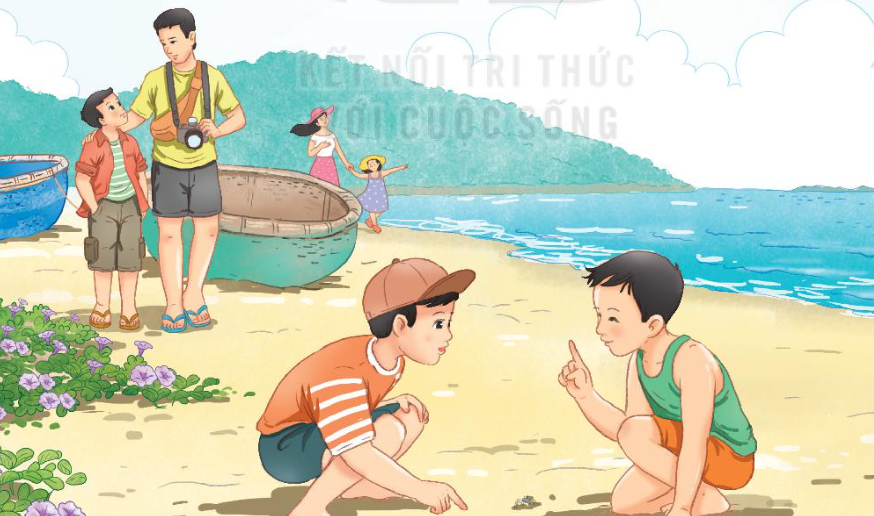 KẾT NỐI TRI THỨC
VỚI CUỘC SỐNG